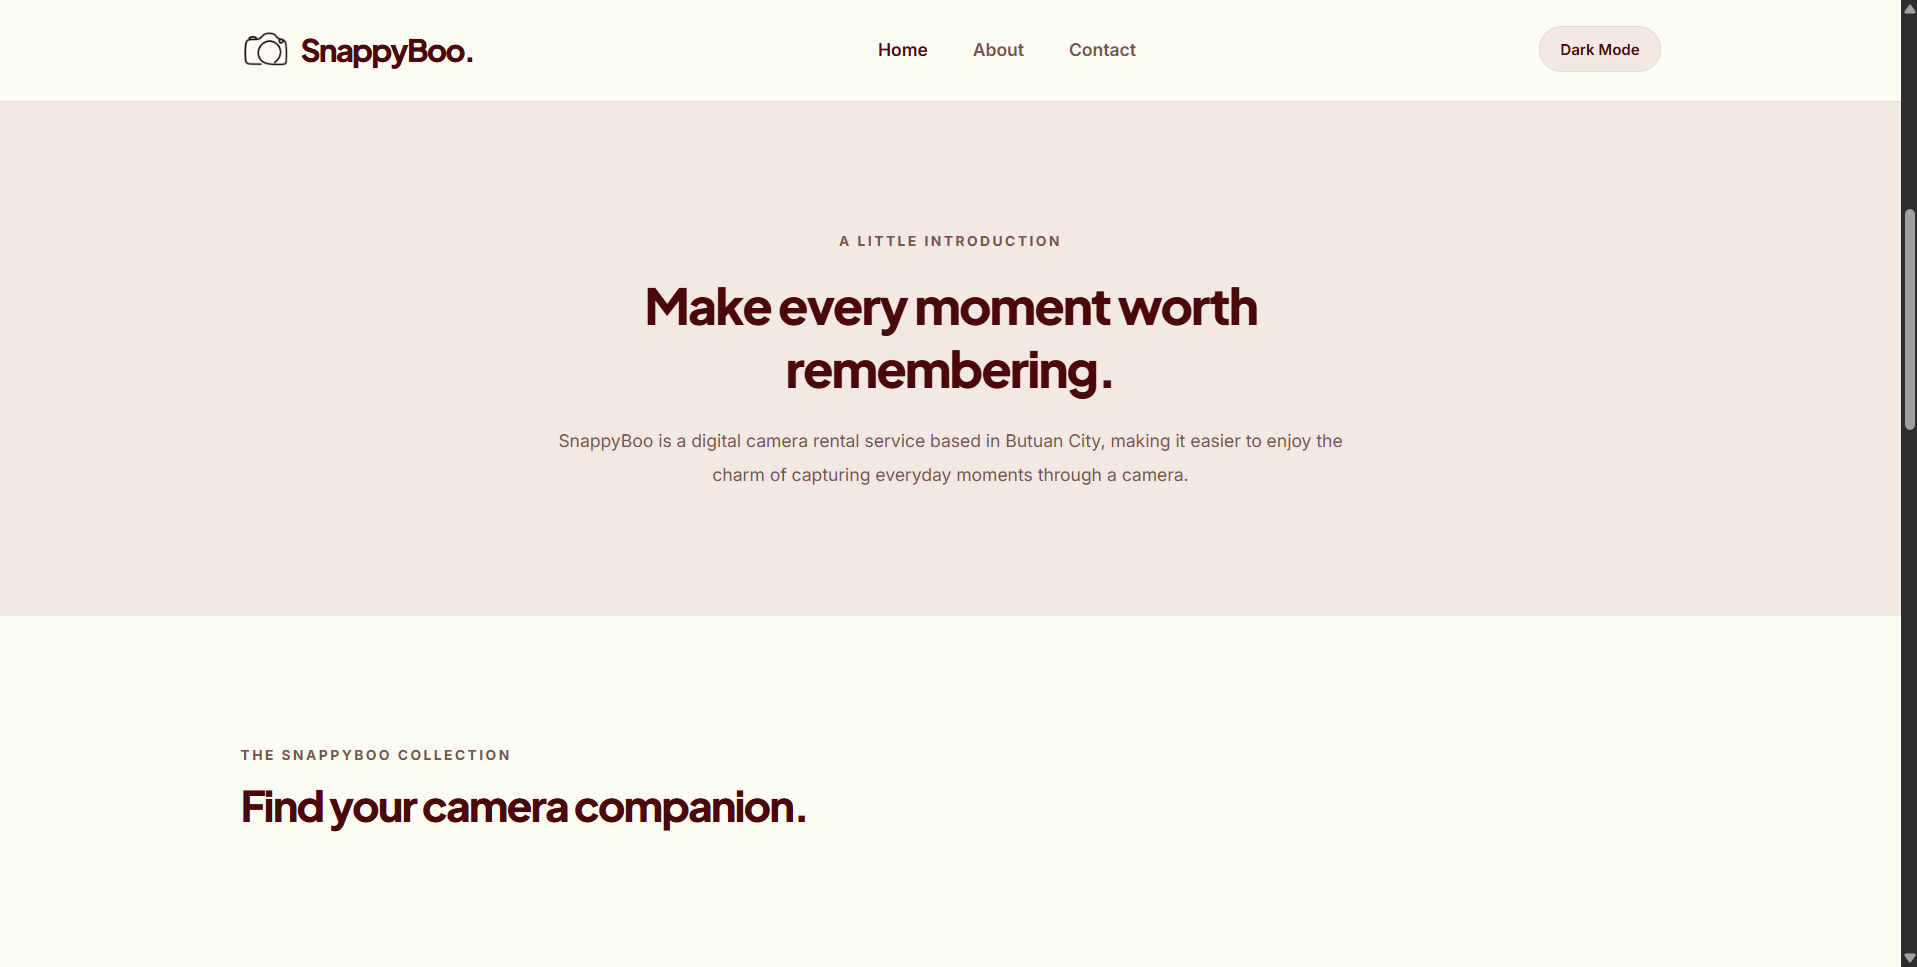 SnappyBoo.
Home
About
Contact
Dark Mode
A LITTLE INTRODUCTION
Make every moment worth
remembering.
SnappyBoo is a digital camera rental service based in Butuan City, making it easier to enjoy the
charm of capturing everyday moments through a camera.
THE SNAPPYBOO COLLECTION
Find your camera companion.